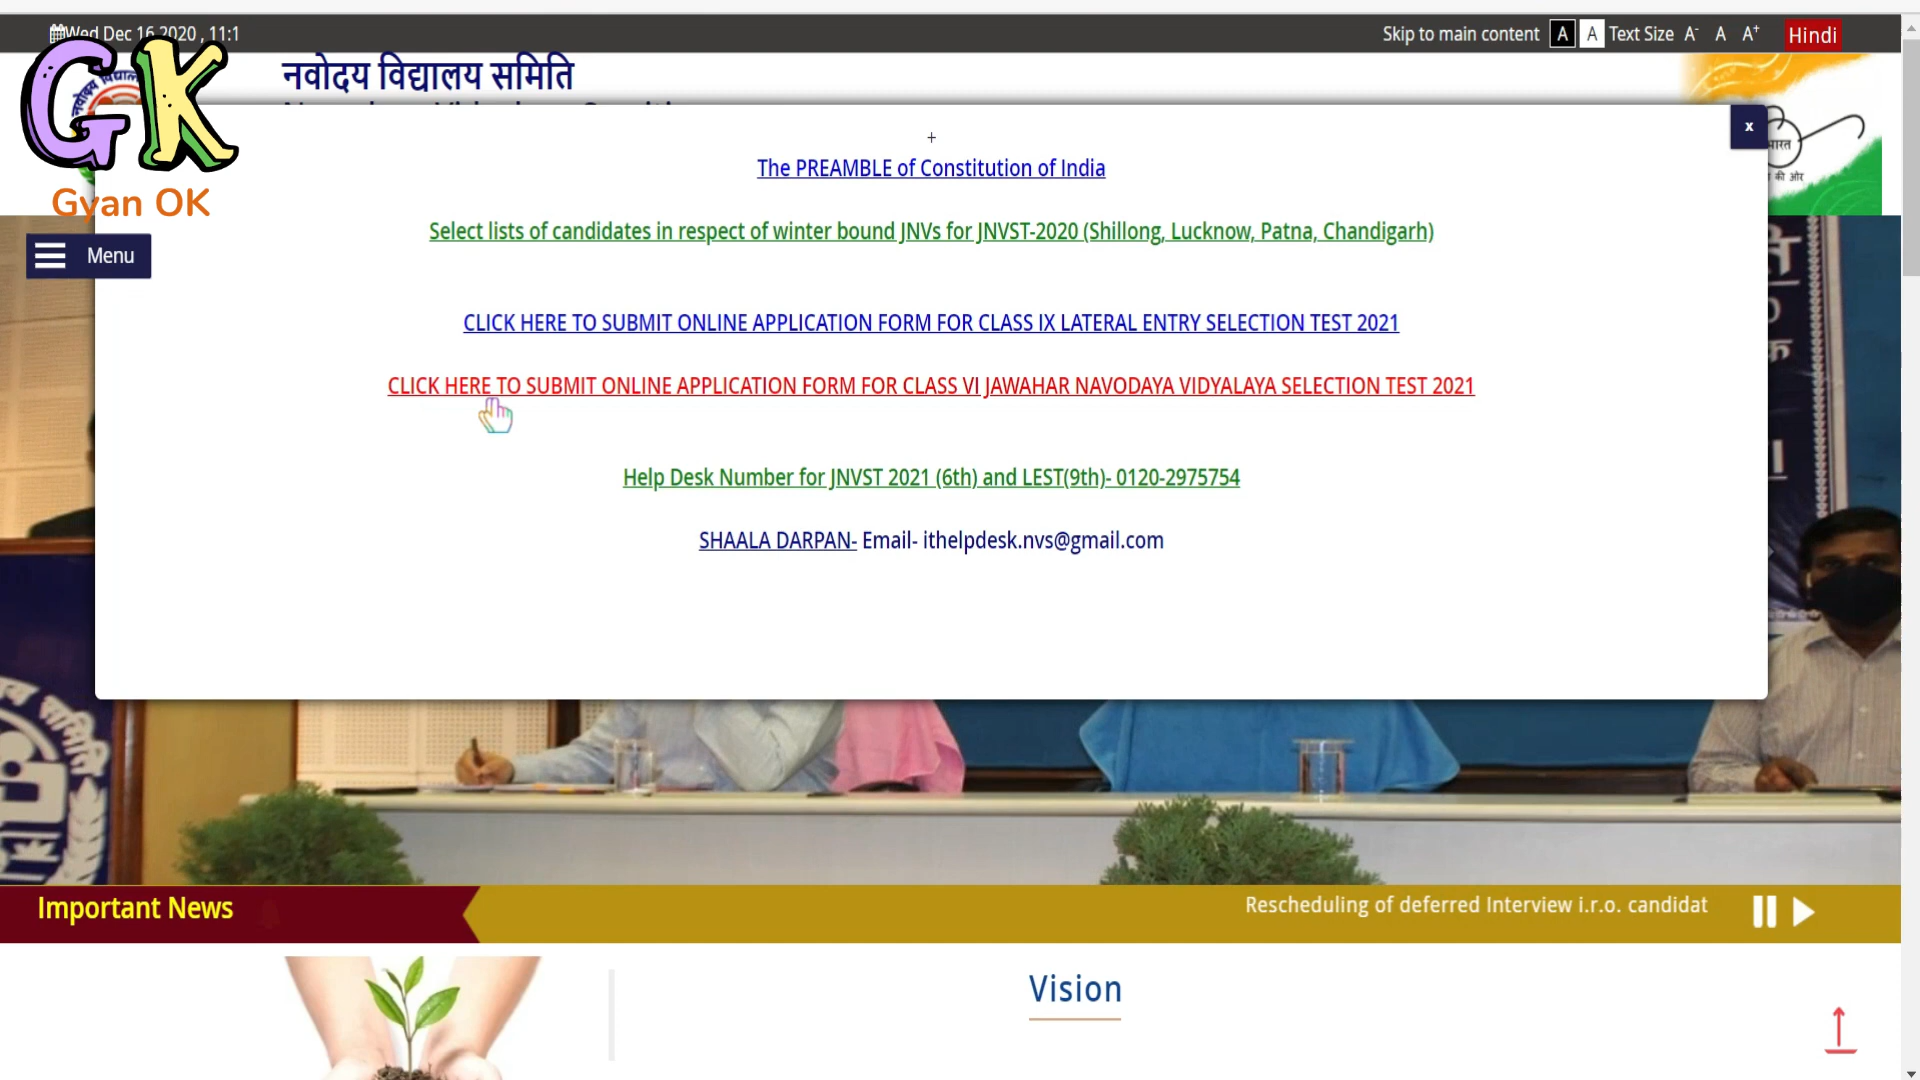 Wed Dec 16 2020 , 11:1
Skip to main content A A Text Size A- A A+ Hindi
GK
Gyan OK
नवोदय विद्यालय समिति
x
+
The PREAMBLE of Constitution of India
Select lists of candidates in respect of winter bound JNVs for JNVST-2020 (Shillong, Lucknow, Patna, Chandigarh)
Menu
CLICK HERE TO SUBMIT ONLINE APPLICATION FORM FOR CLASS IX LATERAL ENTRY SELECTION TEST 2021
CLICK HERE TO SUBMIT ONLINE APPLICATION FORM FOR CLASS VI JAWAHAR NAVODAYA VIDYALAYA SELECTION TEST 2021
Help Desk Number for JNVST 2021 (6th) and LEST(9th)- 0120-2975754
SHAALA DARPAN- Email- ithelpdesk.nvs@gmail.com
Important News
Rescheduling of deferred Interview i.r.o. candidat
Vision